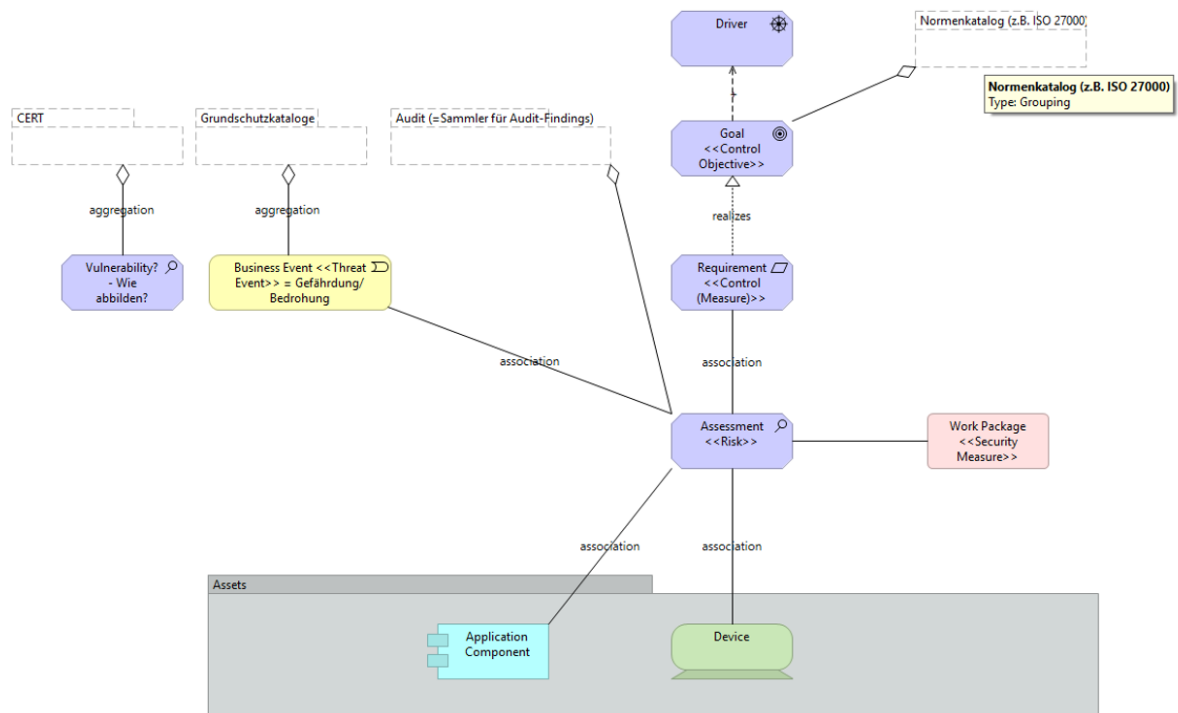 Driver
Normenkatalog (z.B. ISO 27000)
Normenkatalog (z.B. ISO 27000)
Type: Grouping
CERT
Grundschutzkataloge
Audit (=Sammler für Audit-Findings)
Goal
<<Control
Objective>>
aggregation
aggregation
realizes
Vulnerability?
- Wie
abbilden?
Business Event <<Threat
Event>> = Gefährdung/
Bedrohung
Requirement
<<Control
(Measure)>>
association
association
Assessment
<<Risk>>
Work Package
<<Security
Measure>>
association
association
Assets
Application
Component
Device